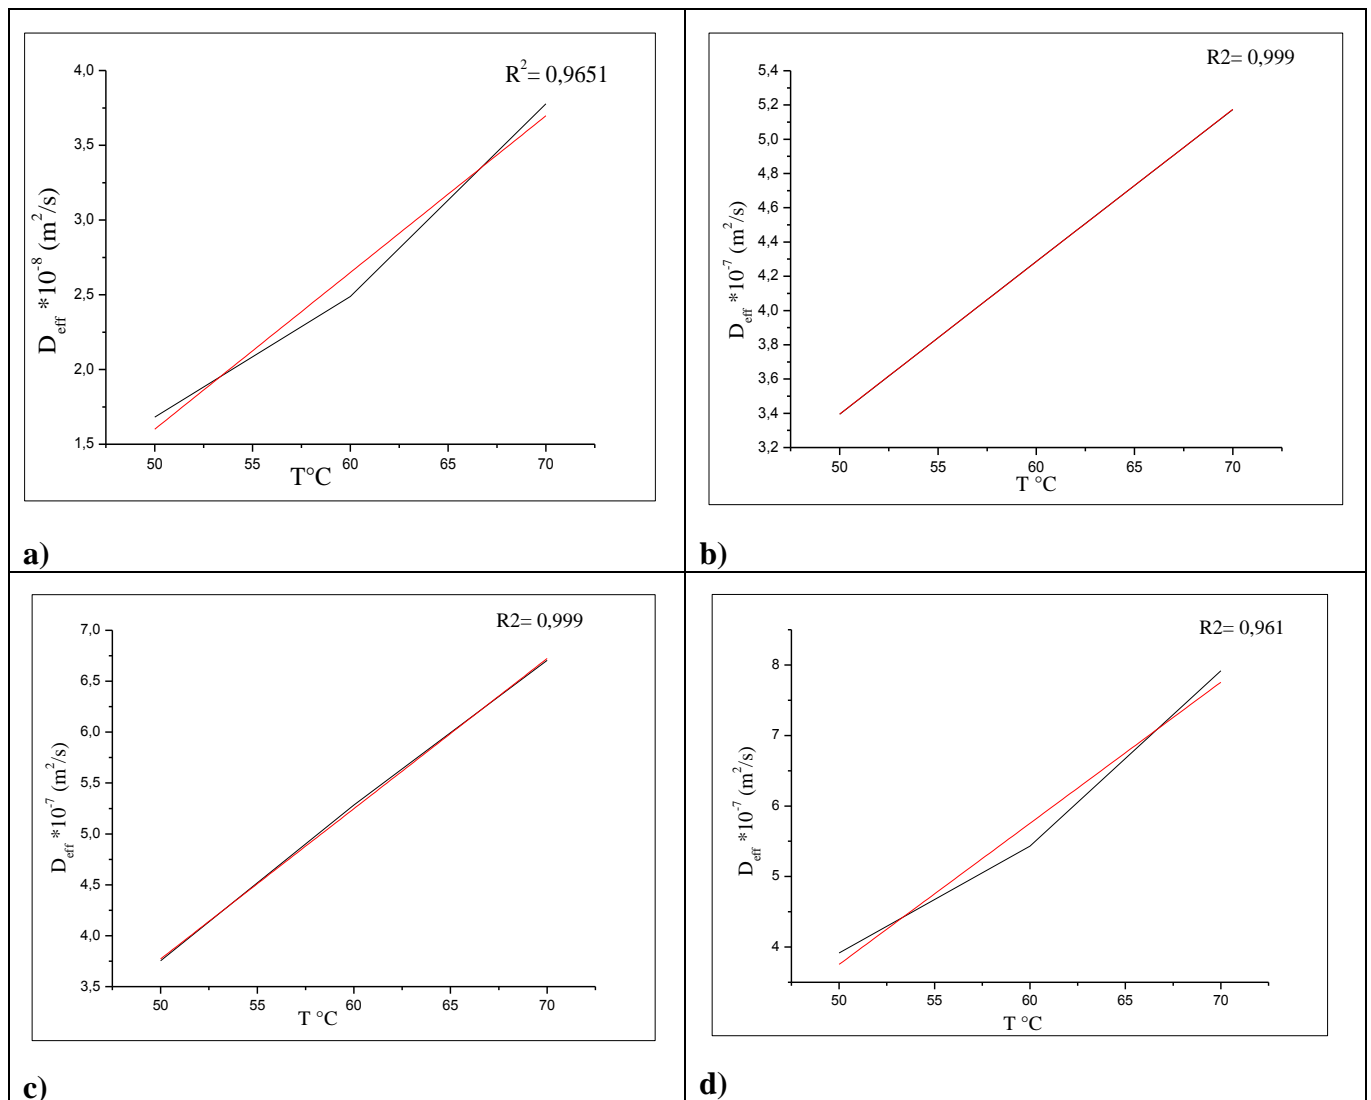 R²= 0,9651
4,0
3,5
3,0
2,5
2,0
1,5
D_eff *10^-8 (m²/s)
50 55 60 65 70
T°C
a)
R2= 0,999
5,4
5,2
5,0
4,8
4,6
4,4
4,2
4,0
3,8
3,6
3,4
3,2
D_eff *10^-7 (m²/s)
50 55 60 65 70
T °C
b)
R2= 0,999
7,0
6,5
6,0
5,5
5,0
4,5
4,0
3,5
D_eff *10^-7 (m²/s)
50 55 60 65 70
T °C
c)
R2= 0,961
8
7
6
5
4
D_eff *10^-7 (m²/s)
50 55 60 65 70
T °C
d)